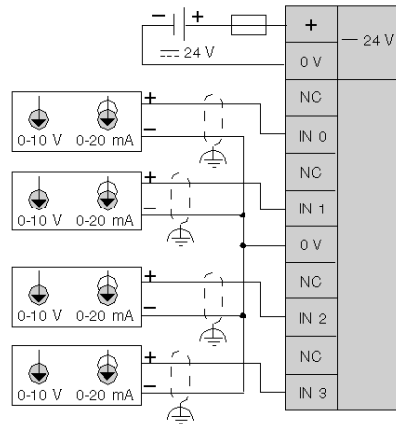 − +
+
— 24 V
⎓ 24 V
0 V
NC
+
IN 0
−
0-10 V 0-20 mA
NC
+
IN 1
−
0-10 V 0-20 mA
0 V
NC
+
IN 2
−
0-10 V 0-20 mA
NC
+
IN 3
−
0-10 V 0-20 mA